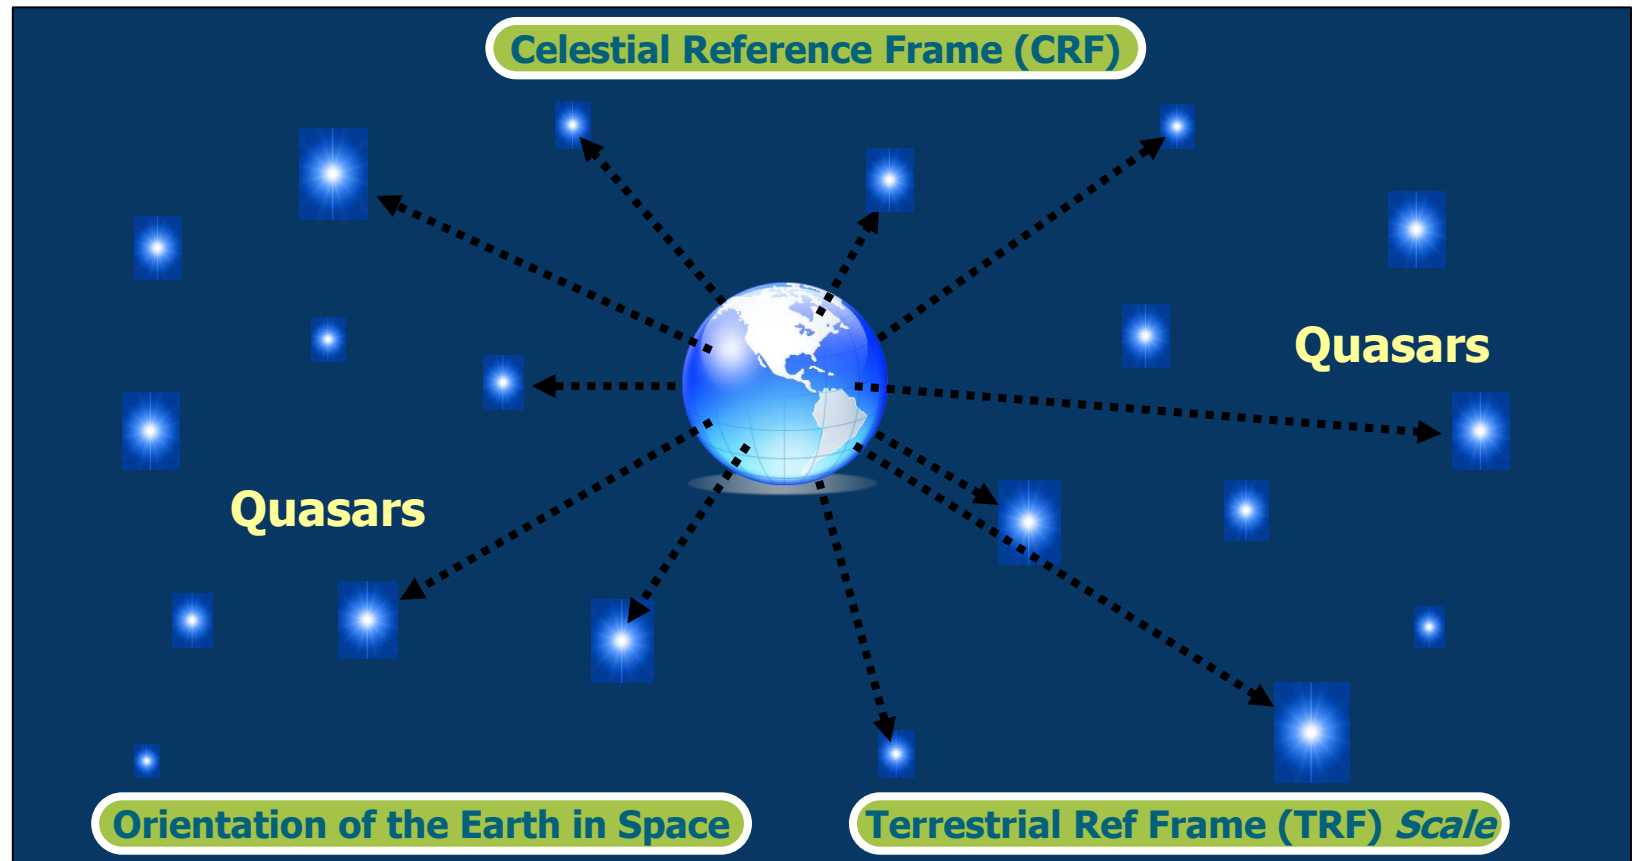 Celestial Reference Frame (CRF)
Quasars
Quasars
Orientation of the Earth in Space
Terrestrial Ref Frame (TRF) Scale